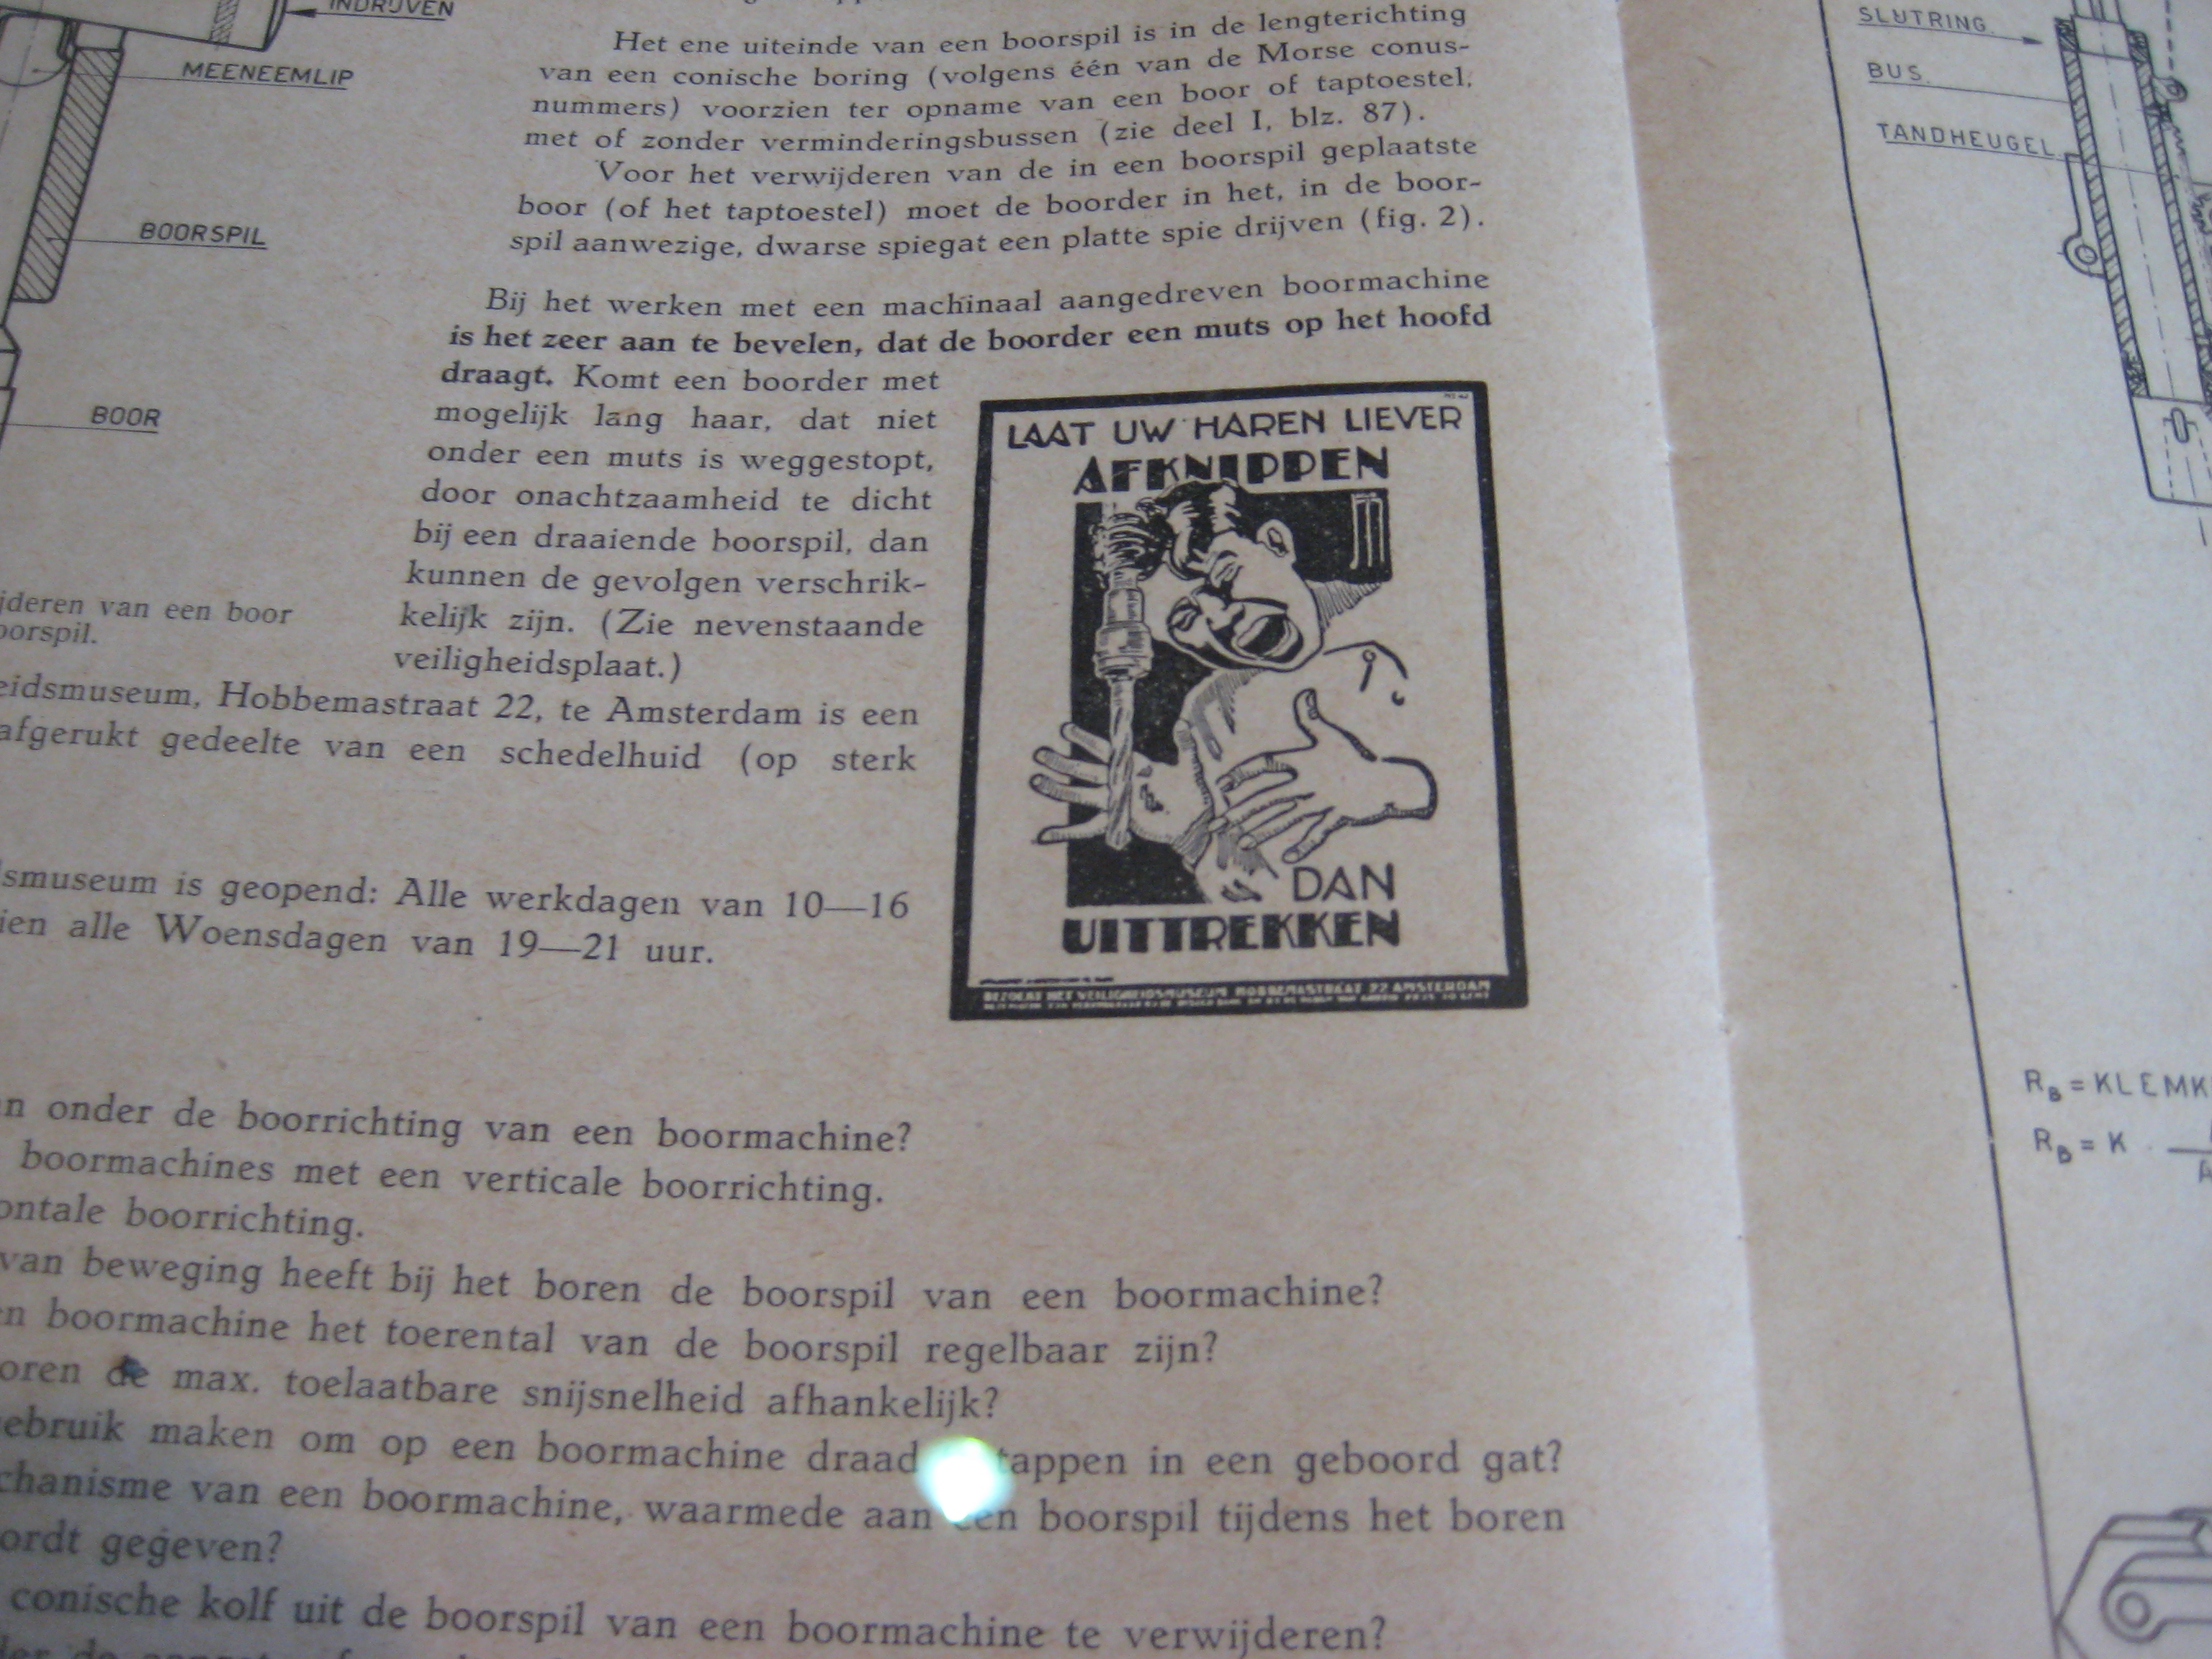 INDRIJVEN
MEENEEMLIP
BOORSPIL
BOOR
jderen van een boor
oorspil.
Het ene uiteinde van een boorspil is in de lengterichting
van een conische boring (volgens één van de Morse conus-
nummers) voorzien ter opname van een boor of taptoestel,
met of zonder verminderingsbussen (zie deel I, blz. 87).
Voor het verwijderen van de in een boorspil geplaatste
boor (of het taptoestel) moet de boorder in het, in de boor-
spil aanwezige, dwarse spiegat een platte spie drijven (fig. 2).
Bij het werken met een machinaal aangedreven boormachine
is het zeer aan te bevelen, dat de boorder een muts op het hoofd
draagt. Komt een boorder met
mogelijk lang haar, dat niet
onder een muts is weggestopt,
door onachtzaamheid te dicht
bij een draaiende boorspil, dan
kunnen de gevolgen verschrik-
kelijk zijn. (Zie nevenstaande
veiligheidsplaat.)
eidsmuseum, Hobbemastraat 22, te Amsterdam is een
afgerukt gedeelte van een schedelhuid (op sterk
dsmuseum is geopend: Alle werkdagen van 10—16
ien alle Woensdagen van 19—21 uur.
LAAT UW HAREN LIEVER
AFKNIPPEN
DAN
UITTREKKEN
BEZOEKT HET VEILIGHEIDSMUSEUM HOBBEMASTRAAT 22 AMSTERDAM
n onder de boorrichting van een boormachine?
boormachines met een verticale boorrichting.
ontale boorrichting.
van beweging heeft bij het boren de boorspil van een boormachine?
en boormachine het toerental van de boorspil regelbaar zijn?
oren de max. toelaatbare snijsnelheid afhankelijk?
ebruik maken om op een boormachine draad tappen in een geboord gat?
chanisme van een boormachine, waarmede aan een boorspil tijdens het boren
ordt gegeven?
conische kolf uit de boorspil van een boormachine te verwijderen?
SLUTRING
BUS.
TANDHEUGEL
R_B = KLEMK
R_B = K ·